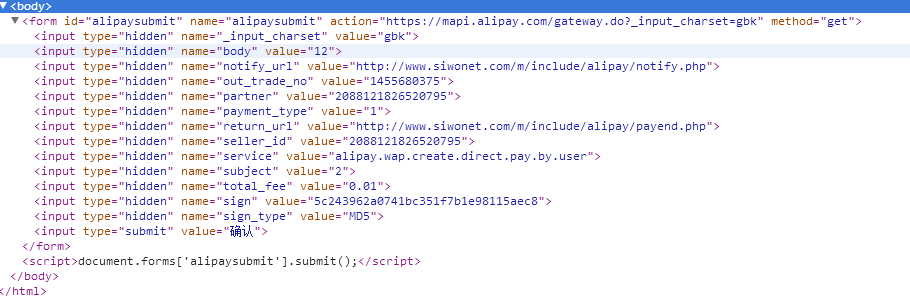 <body>
<form id="alipaysubmit" name="alipaysubmit" action="https://mapi.alipay.com/gateway.do?_input_charset=gbk" method="get">
<input type="hidden" name="_input_charset" value="gbk">
<input type="hidden" name="body" value="12">
<input type="hidden" name="notify_url" value="http://www.siwonet.com/m/include/alipay/notify.php">
<input type="hidden" name="out_trade_no" value="1455680375">
<input type="hidden" name="partner" value="2088121826520795">
<input type="hidden" name="payment_type" value="1">
<input type="hidden" name="return_url" value="http://www.siwonet.com/m/include/alipay/payend.php">
<input type="hidden" name="seller_id" value="2088121826520795">
<input type="hidden" name="service" value="alipay.wap.create.direct.pay.by.user">
<input type="hidden" name="subject" value="2">
<input type="hidden" name="total_fee" value="0.01">
<input type="hidden" name="sign" value="5c243962a0741bc351f7b1e98115aec8">
<input type="hidden" name="sign_type" value="MD5">
<input type="submit" value="确认">
</form>
<script>document.forms['alipaysubmit'].submit();</script>
</body>
</html>